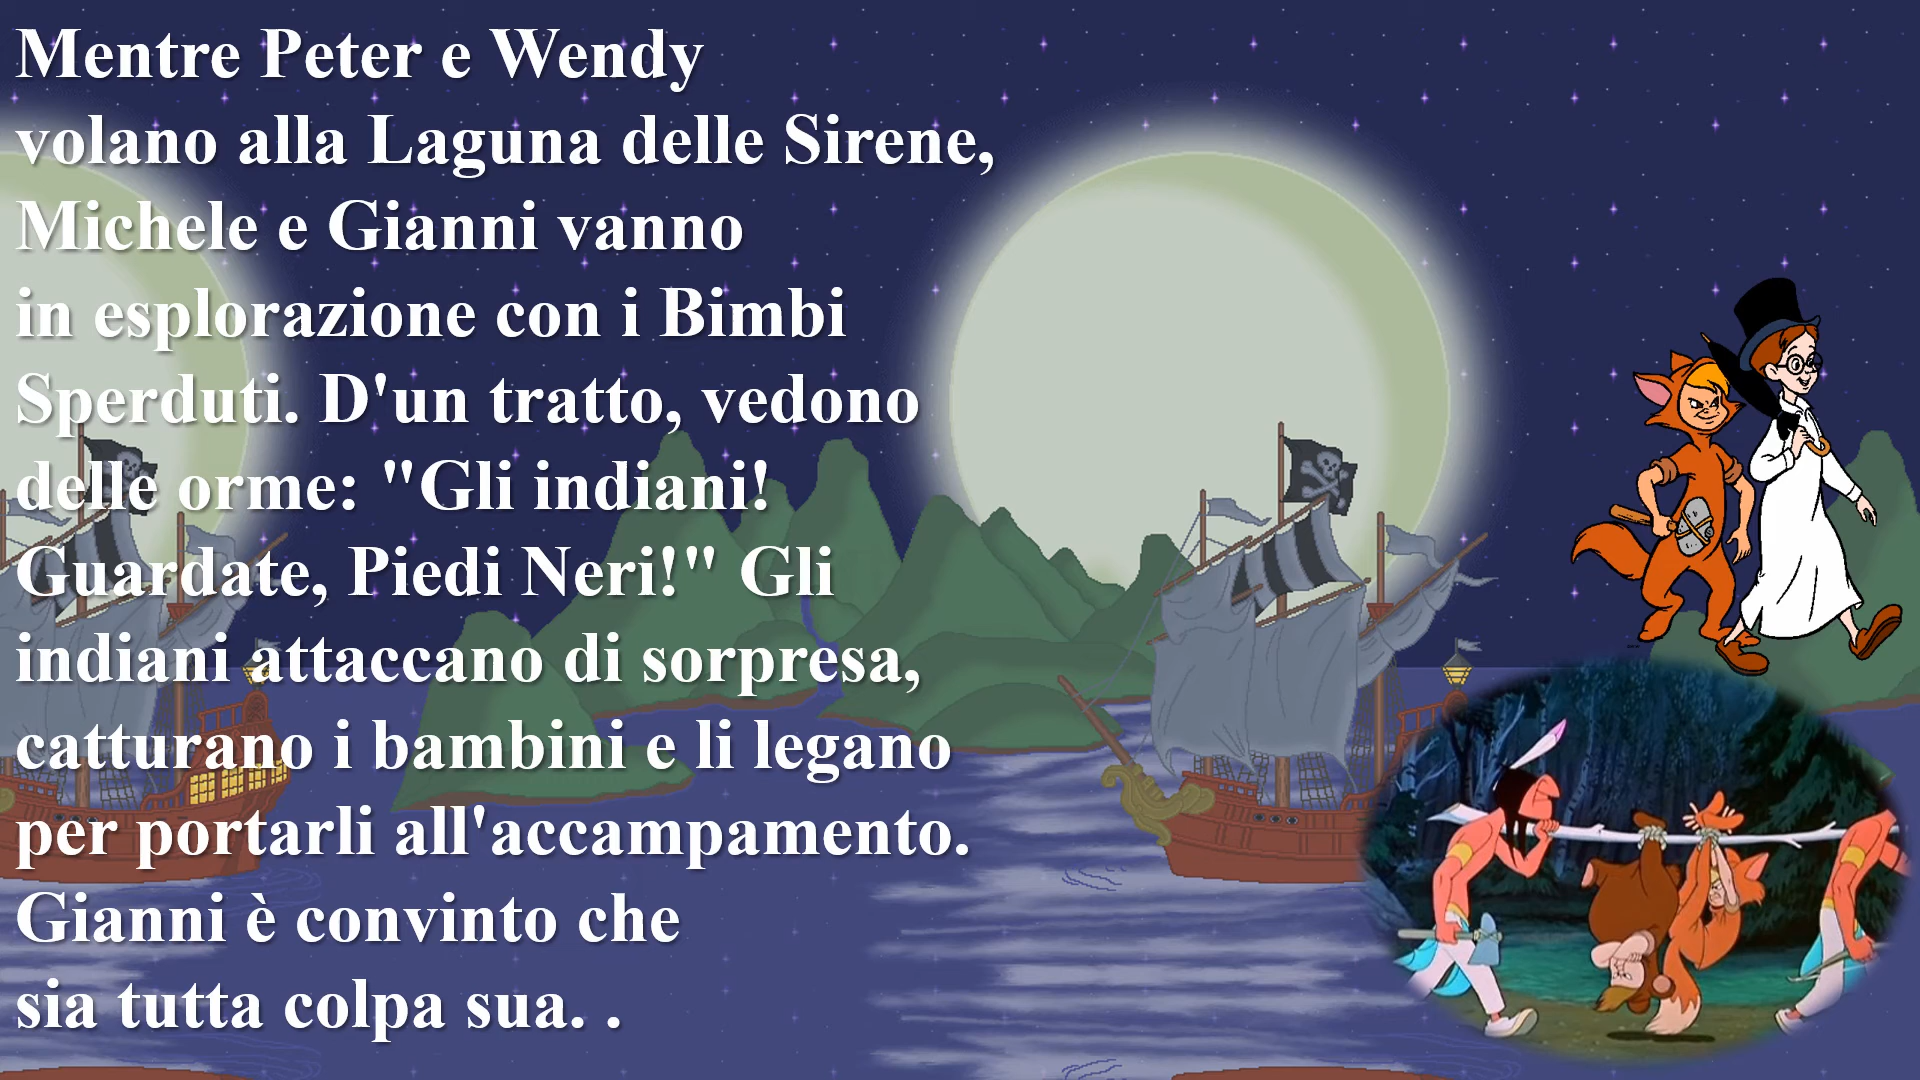 Mentre Peter e Wendy
volano alla Laguna delle Sirene,
Michele e Gianni vanno
in esplorazione con i Bimbi
Sperduti. D'un tratto, vedono
delle orme: "Gli indiani!
Guardate, Piedi Neri!" Gli
indiani attaccano di sorpresa,
catturano i bambini e li legano
per portarli all'accampamento.
Gianni è convinto che
sia tutta colpa sua. .